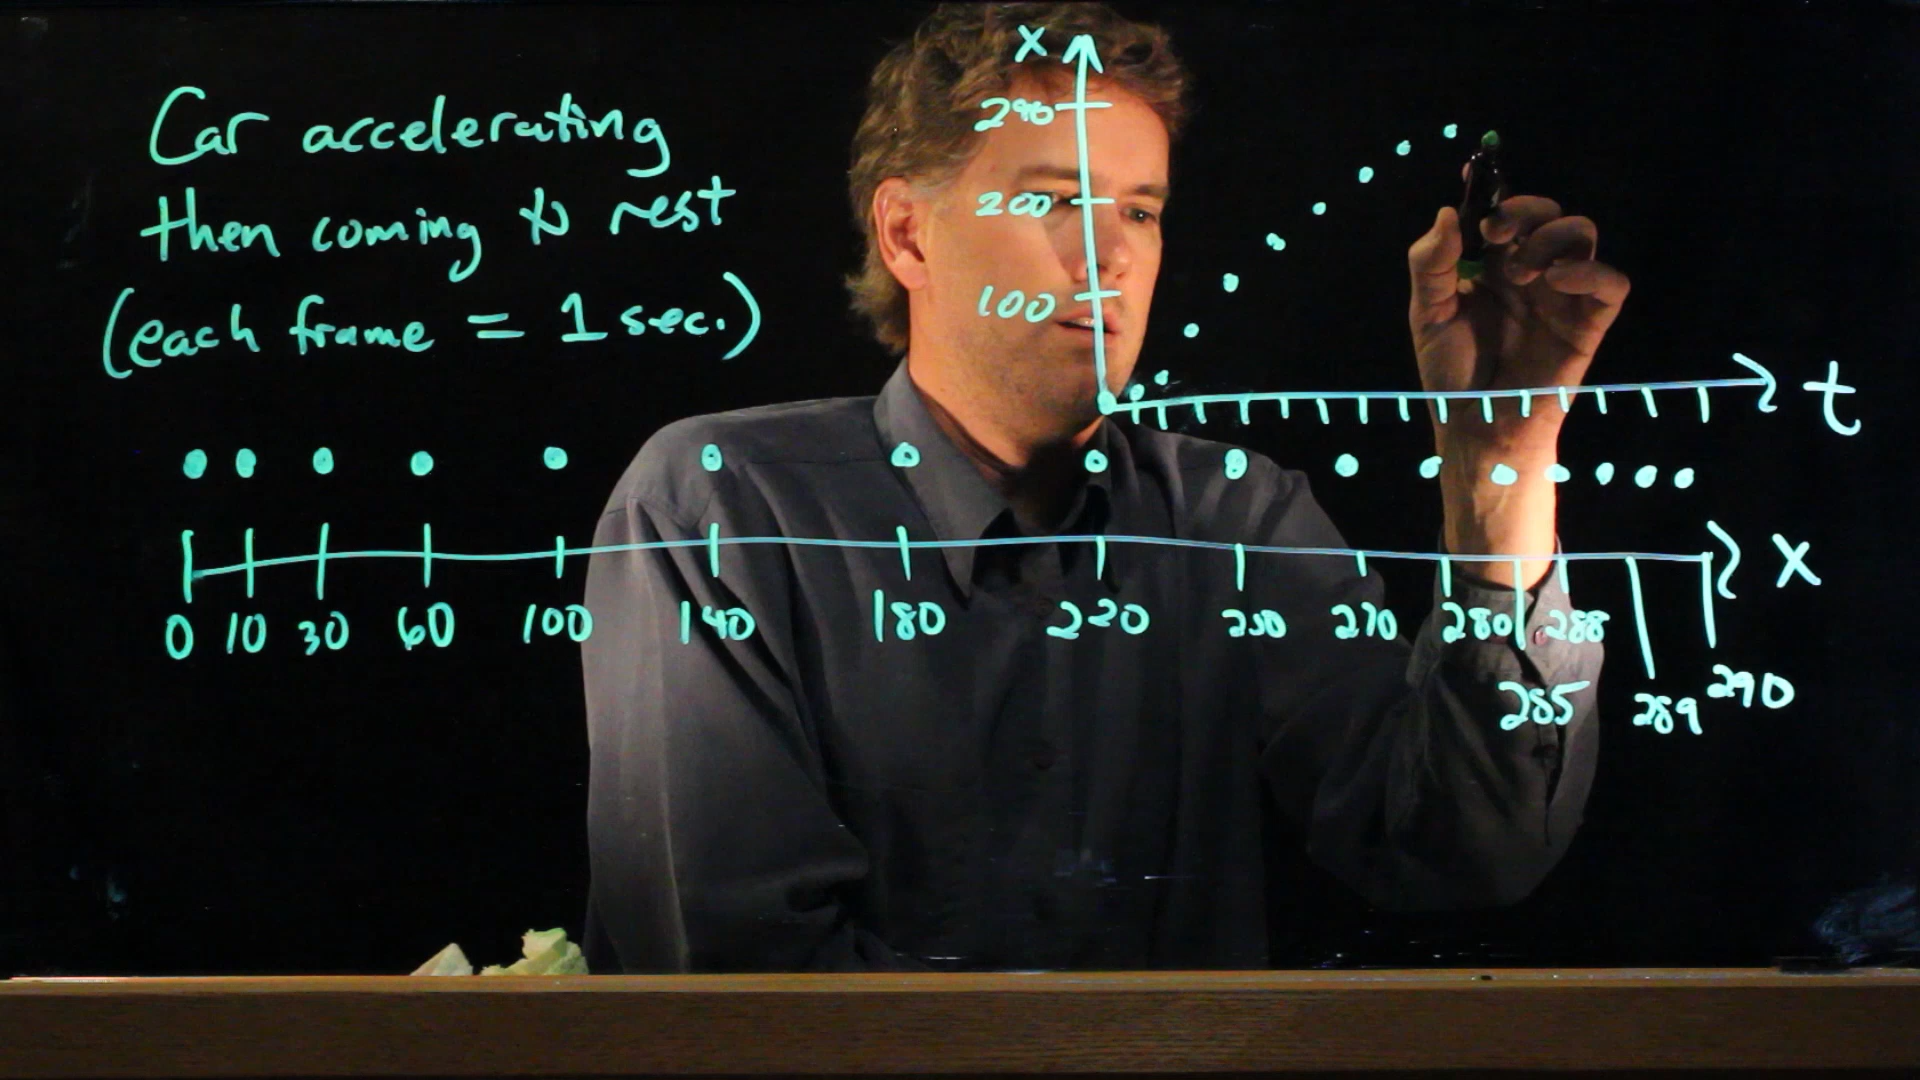 Car accelerating
then coming to rest
(each frame = 1 sec.)
x
290
200
100
t
x
0 10 30 60 100 140 180 220 250 270 280 288
285 289 290